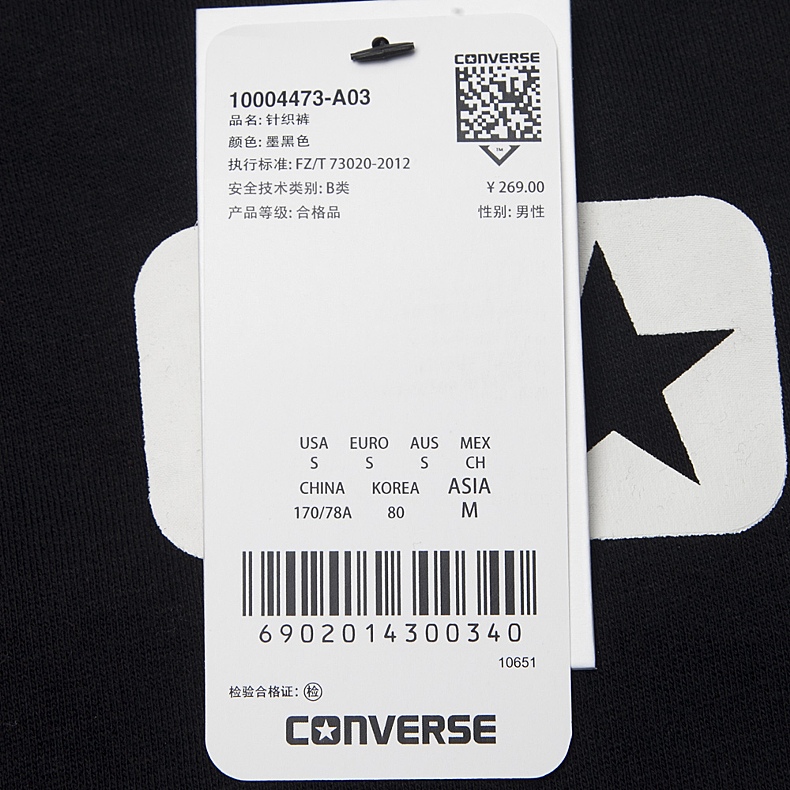 CONVERSE
10004473-A03
品名: 针织裤
颜色: 墨黑色
执行标准: FZ/T 73020-2012
安全技术类别: B类 ¥ 269.00
产品等级: 合格品 性别: 男性
USA EURO AUS MEX
S S S CH
CHINA KOREA ASIA
170/78A 80 M
6902014300340
10651
检验合格证: 检
CONVERSE